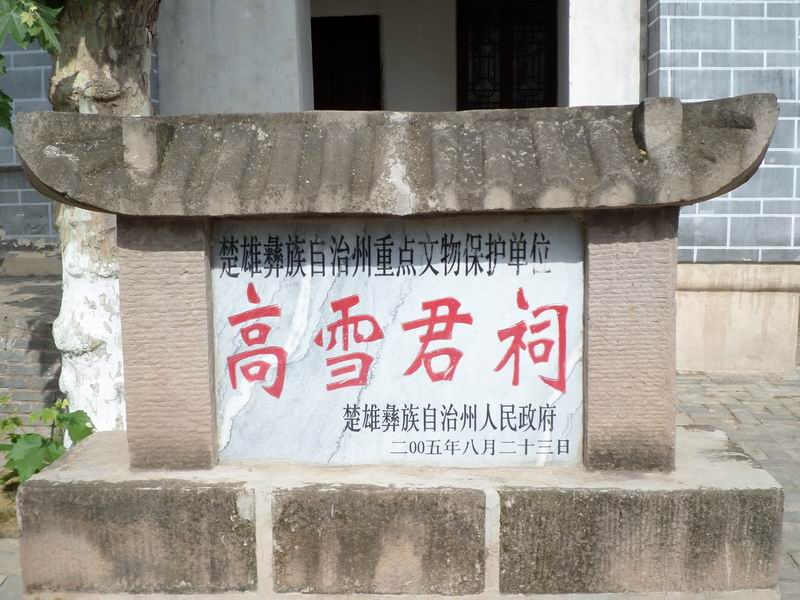 楚雄彝族自治州重点文物保护单位
高雪君祠
楚雄彝族自治州人民政府
二00五年八月二十三日